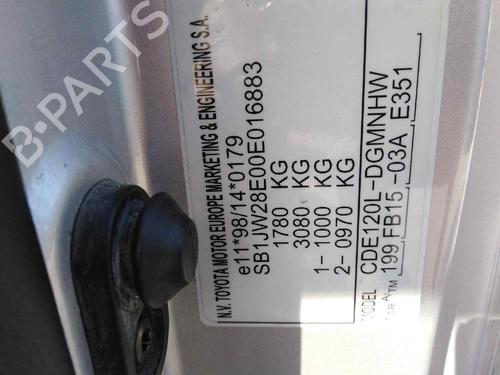 N.V. TOYOTA MOTOR EUROPE MARKETING & ENGINEERING S.A.
e11*98/14*0179
SB1JW28E00E016883
1780 KG
3080 KG
1- 1000 KG
2- 0970 KG
MODEL CDE120L-DGMNHW
199 FB15 -03A E351
B-PARTS